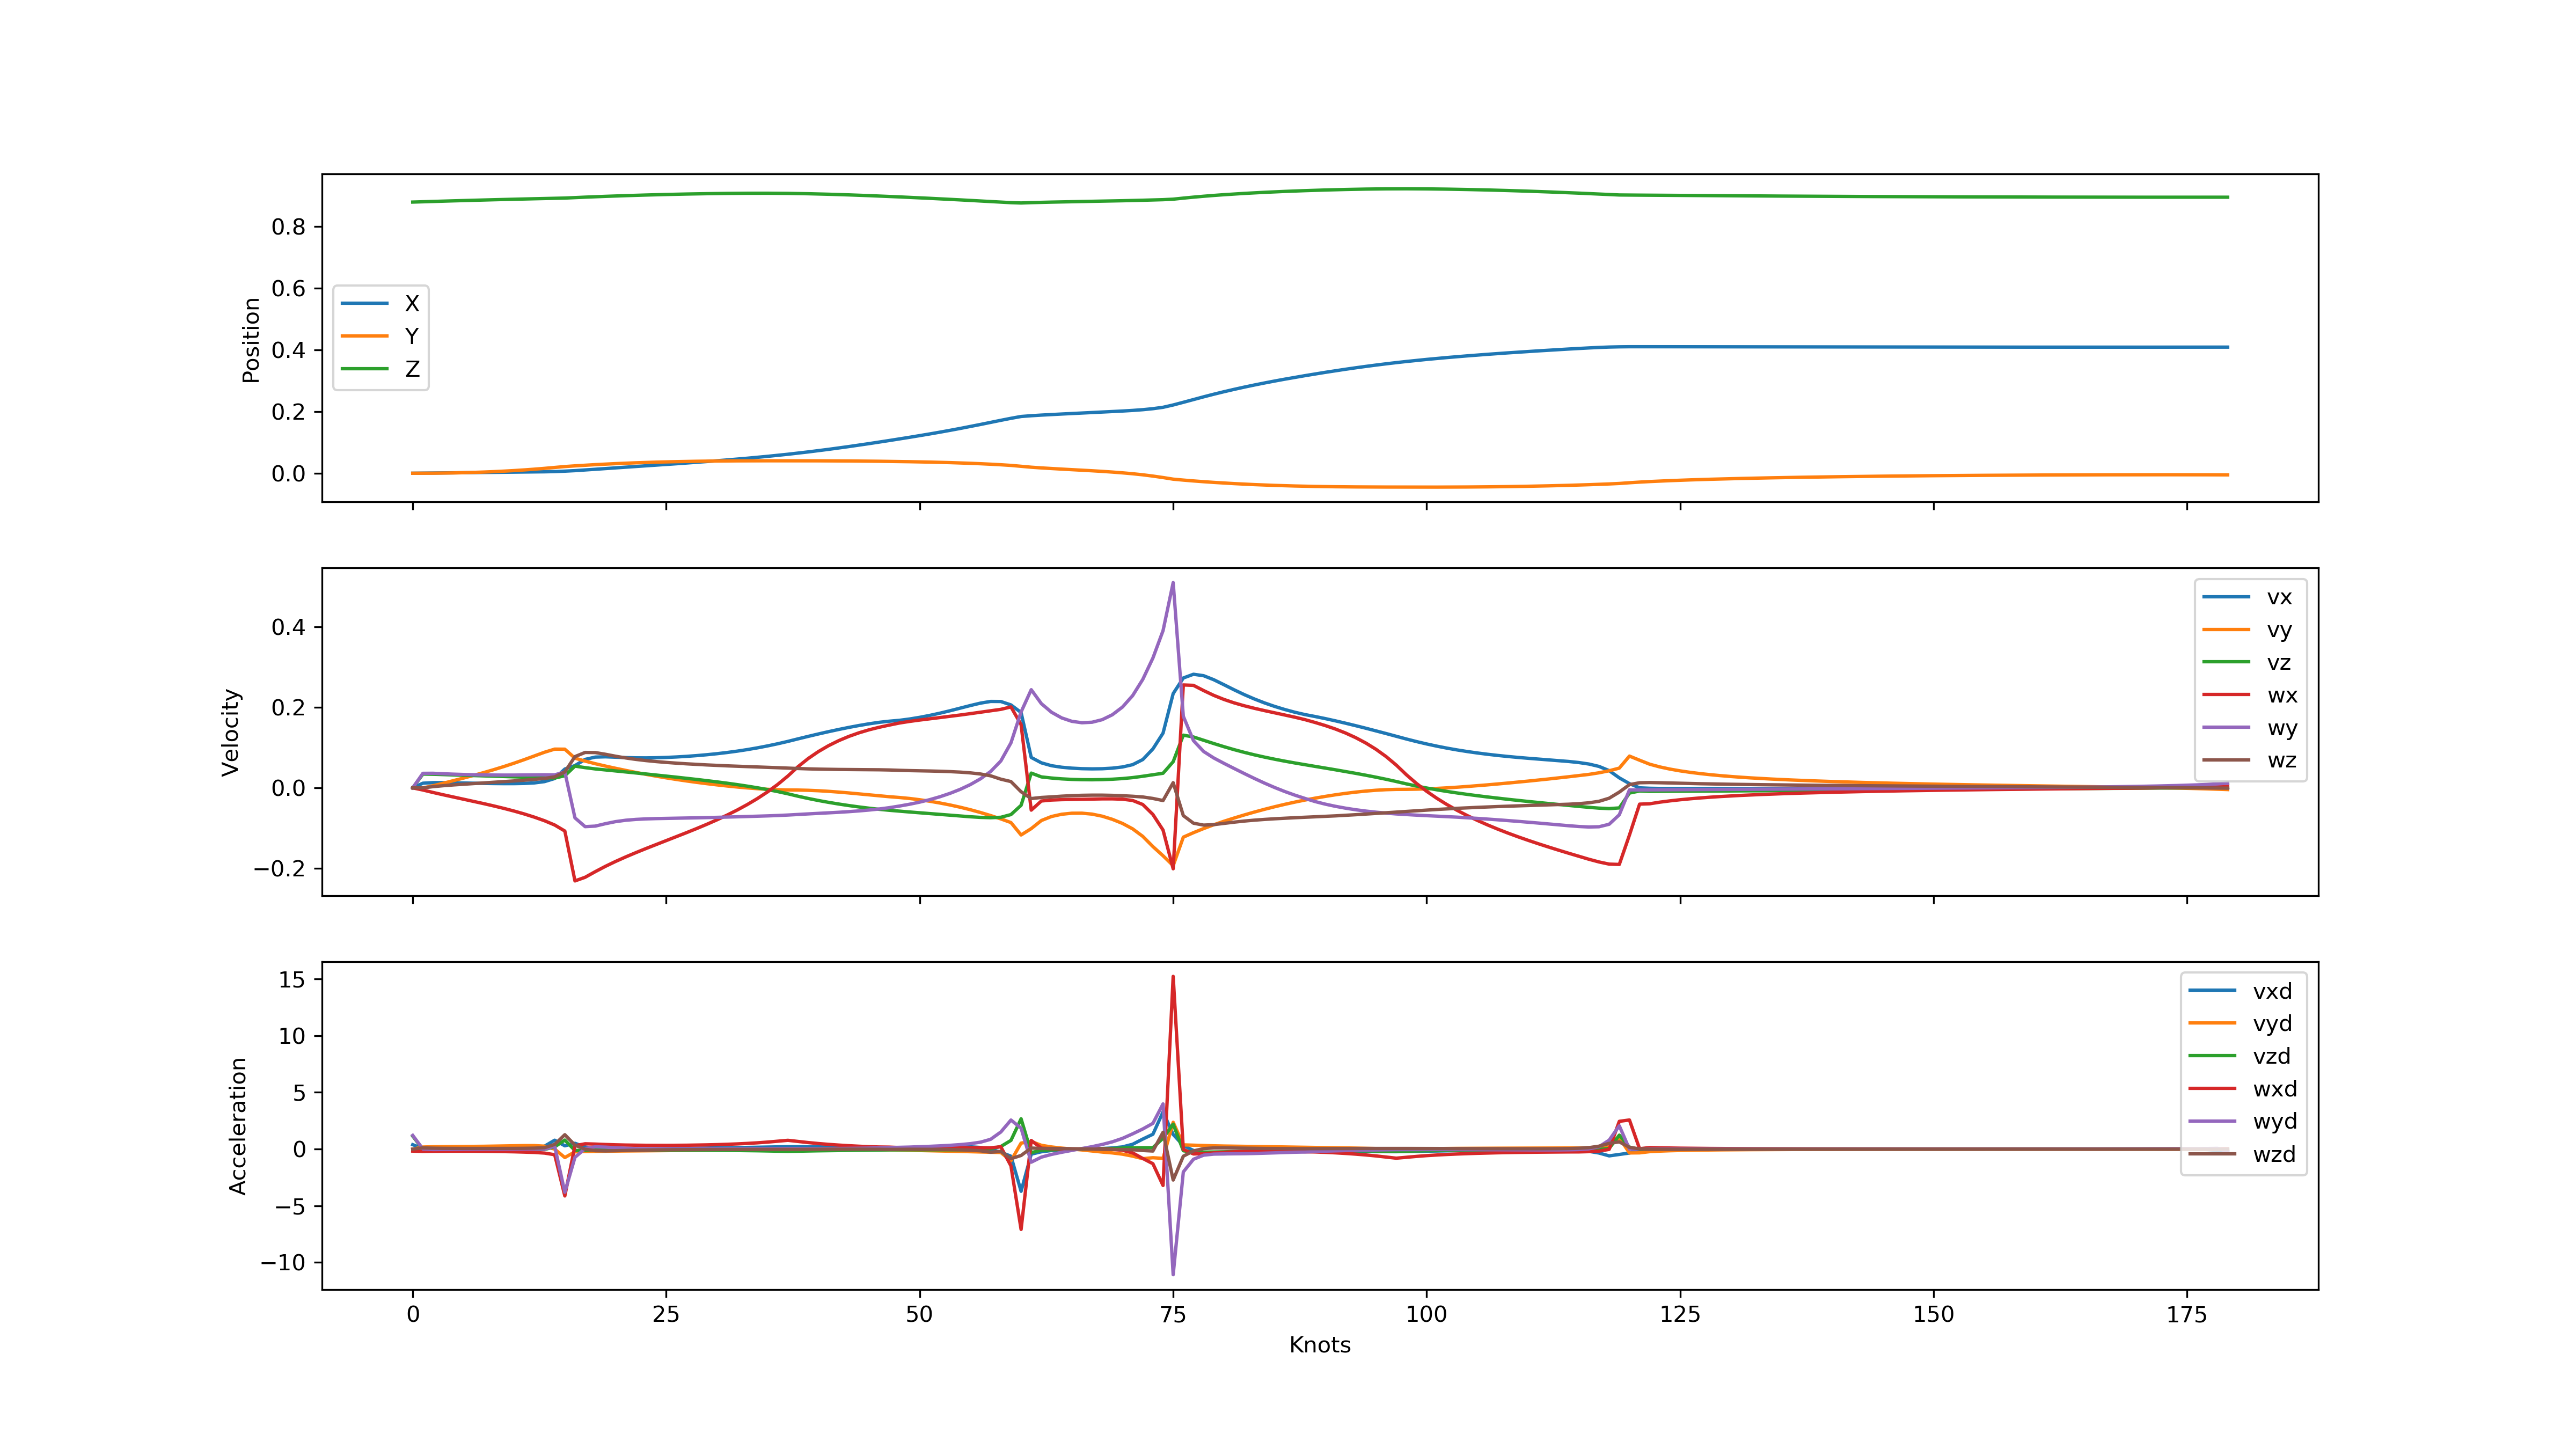 Position
0.8
0.6
0.4
0.2
0.0
X
Y
Z
Velocity
0.4
0.2
0.0
−0.2
vx
vy
vz
wx
wy
wz
Acceleration
15
10
5
0
−5
−10
vxd
vyd
vzd
wxd
wyd
wzd
0 25 50 75 100 125 150 175
Knots